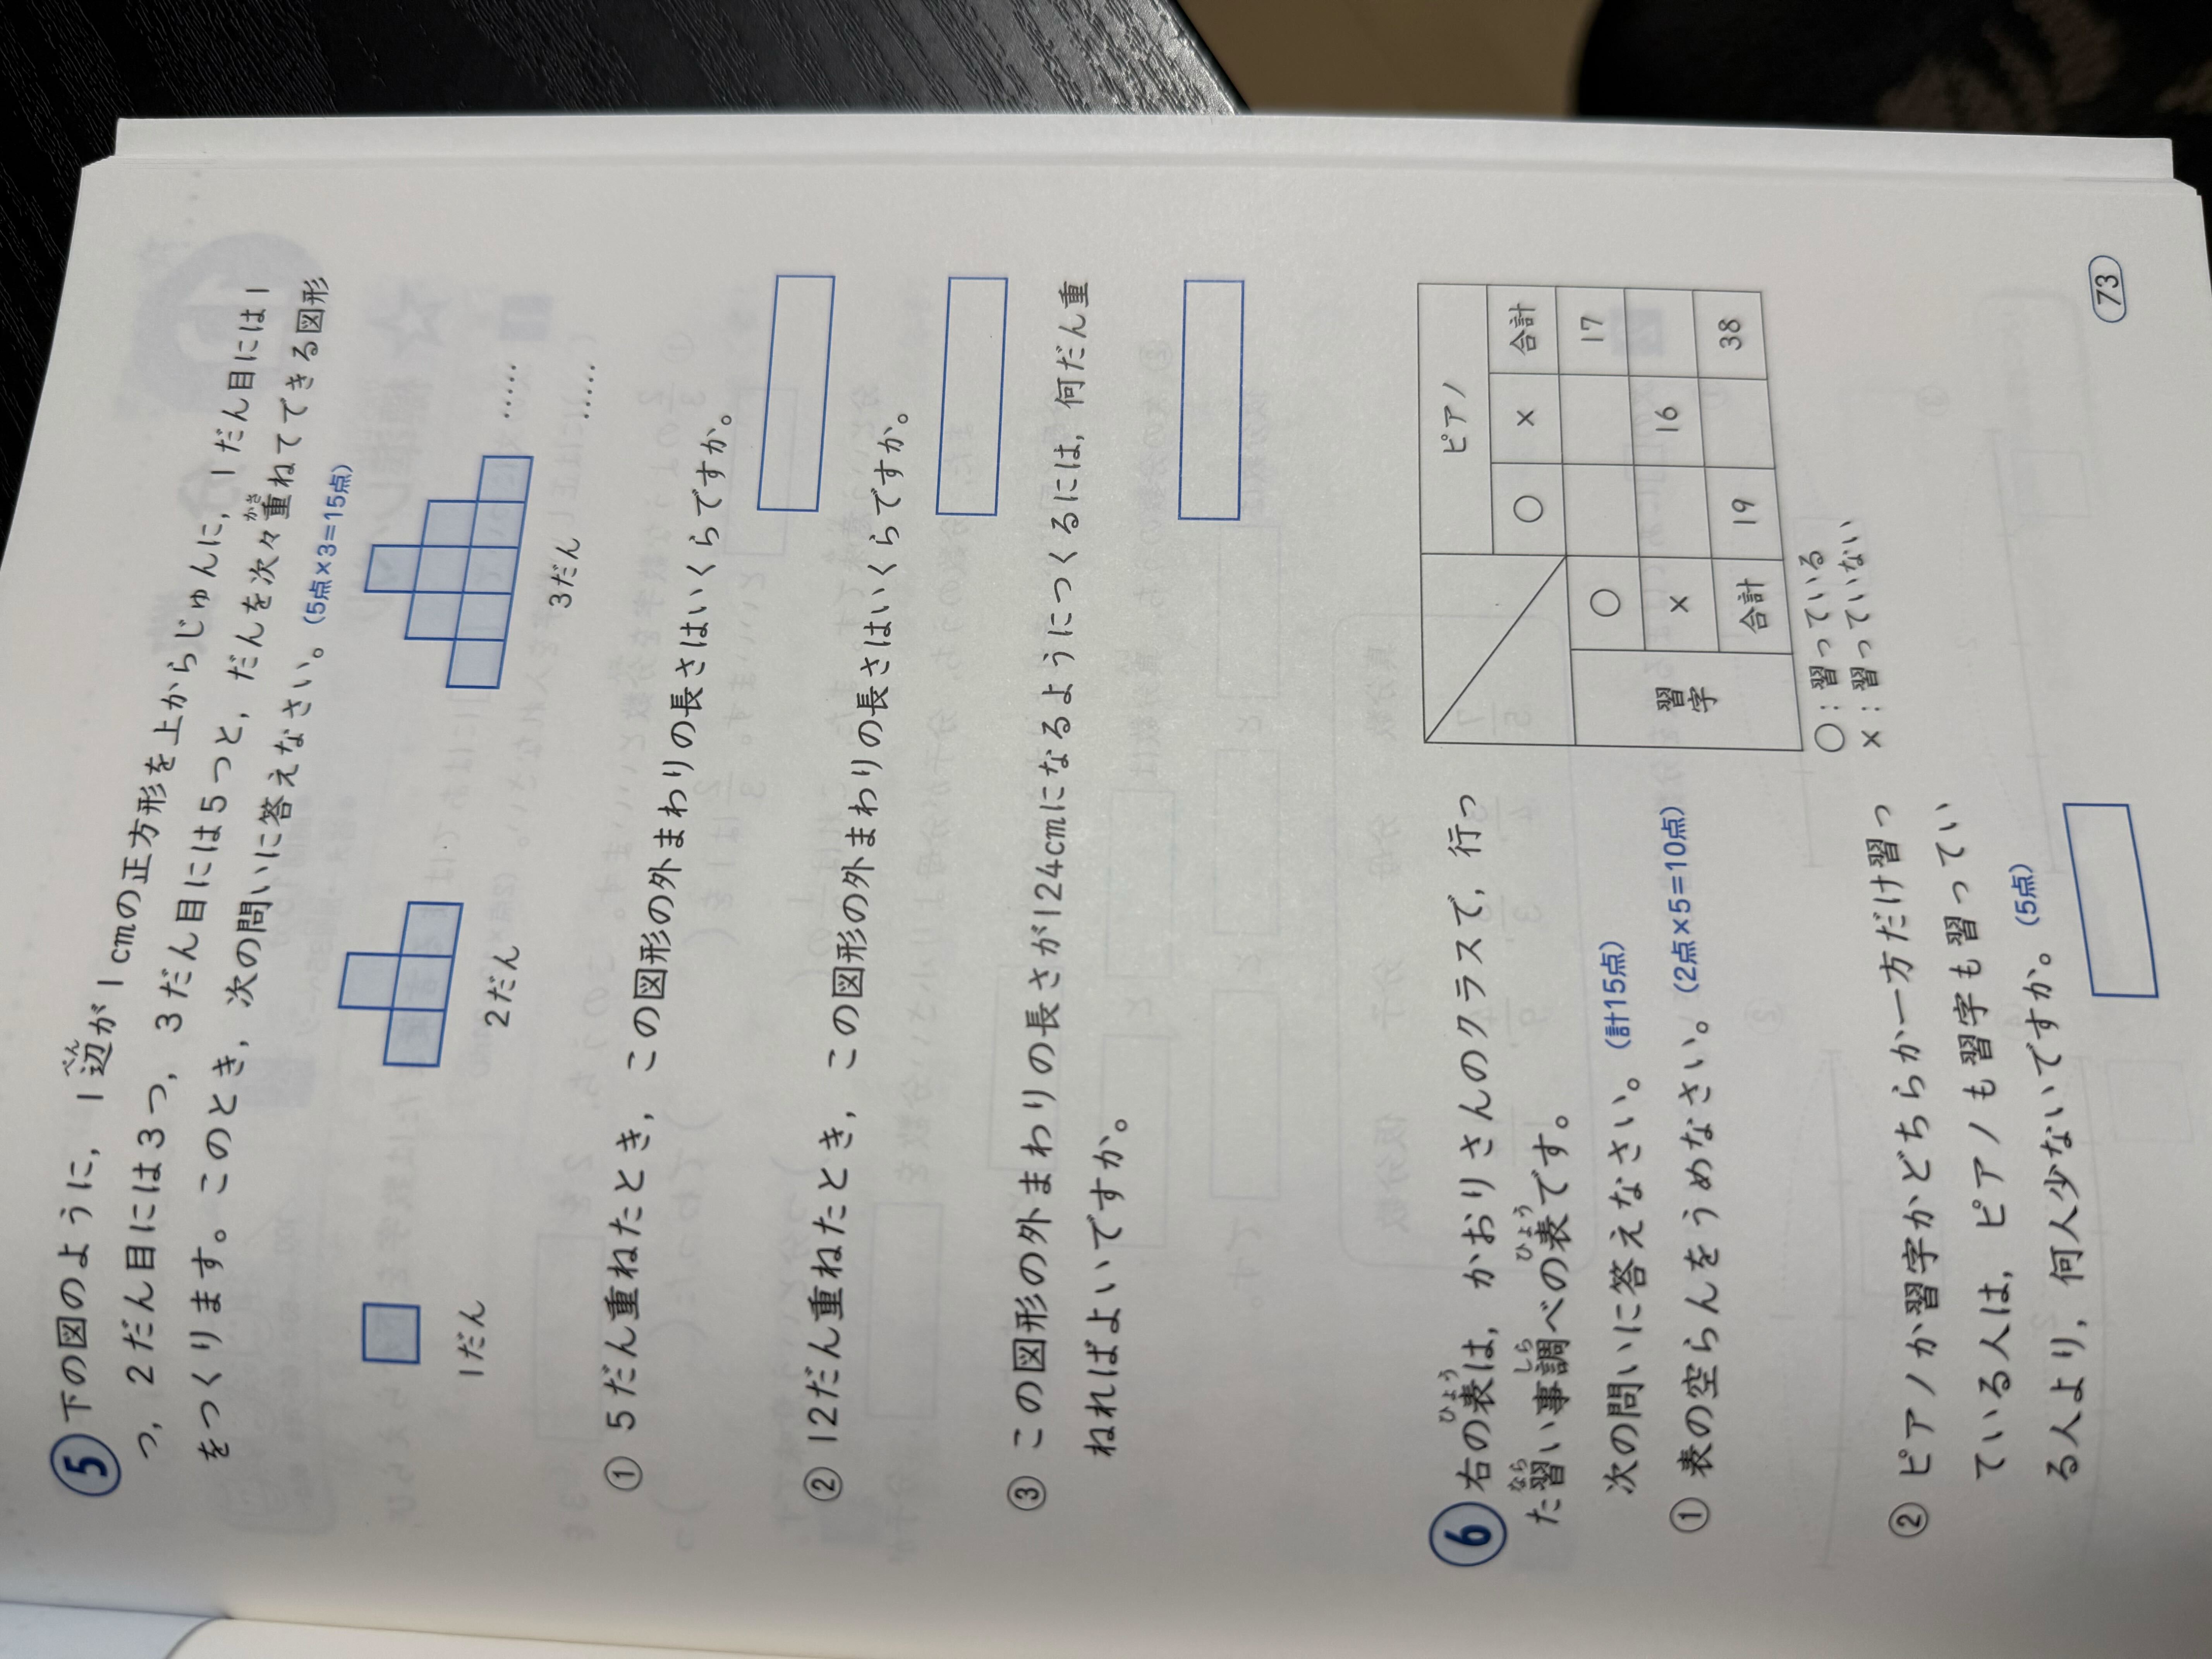 5 下の図のように，1辺が1cmの正方形を上からじゅんに，1だん目には1
べん
つ，2だん目には3つ，3だん目には5つと，だんを次々重ねてできる図形
かさ
をつくります。このとき，次の問いに答えなさい。(5点×3=15点)
1だん
2だん
3だん
……
……
① 5だん重ねたとき，この図形の外まわりの長さはいくらですか。
② 12だん重ねたとき，この図形の外まわりの長さはいくらですか。
③ この図形の外まわりの長さが124cmになるようにつくるには，何だん重
ねればよいですか。
6 右の表は，かおりさんのクラスで，行っ
ひょう
た習い事調べの表です。
なら しら ひょう
次の問いに答えなさい。(計15点)
① 表の空らんをうめなさい。(2点×5=10点)
② ピアノか習字かどちらか一方だけ習っ
ている人は，ピアノも習字も習ってい
る人より，何人少ないですか。(5点)
ピアノ
○ × 合計
習字 ○ 17
× 16
合計 19 38
○：習っている
×：習っていない
73